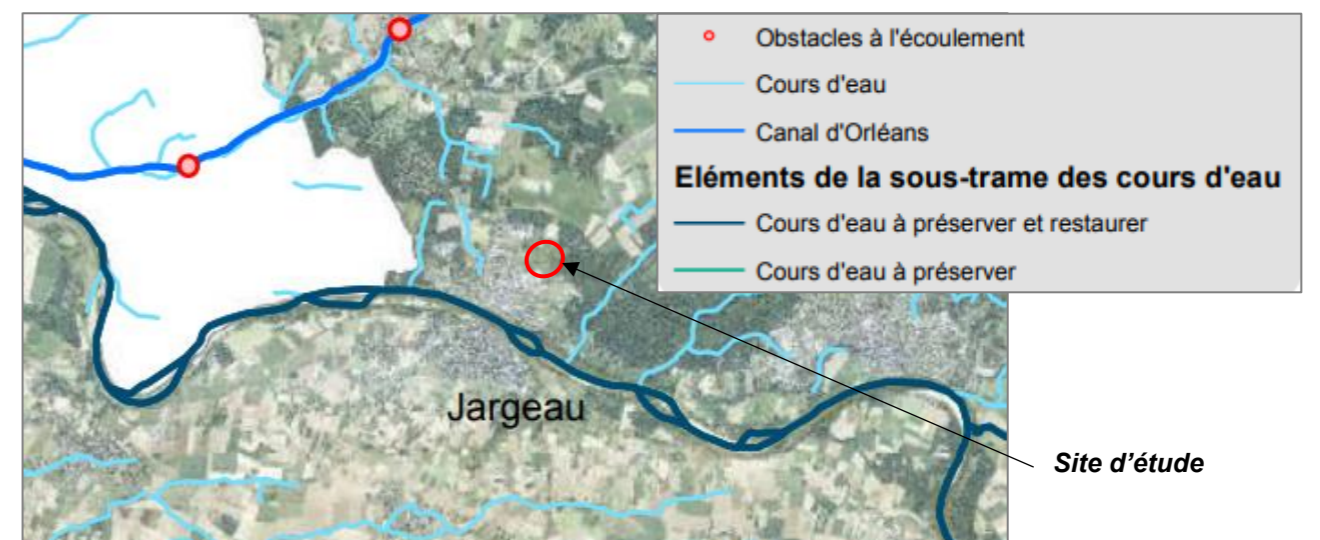 Obstacles à l'écoulement
Cours d'eau
Canal d'Orléans
Eléments de la sous-trame des cours d'eau
Cours d'eau à préserver et restaurer
Cours d'eau à préserver
Jargeau
Site d'étude